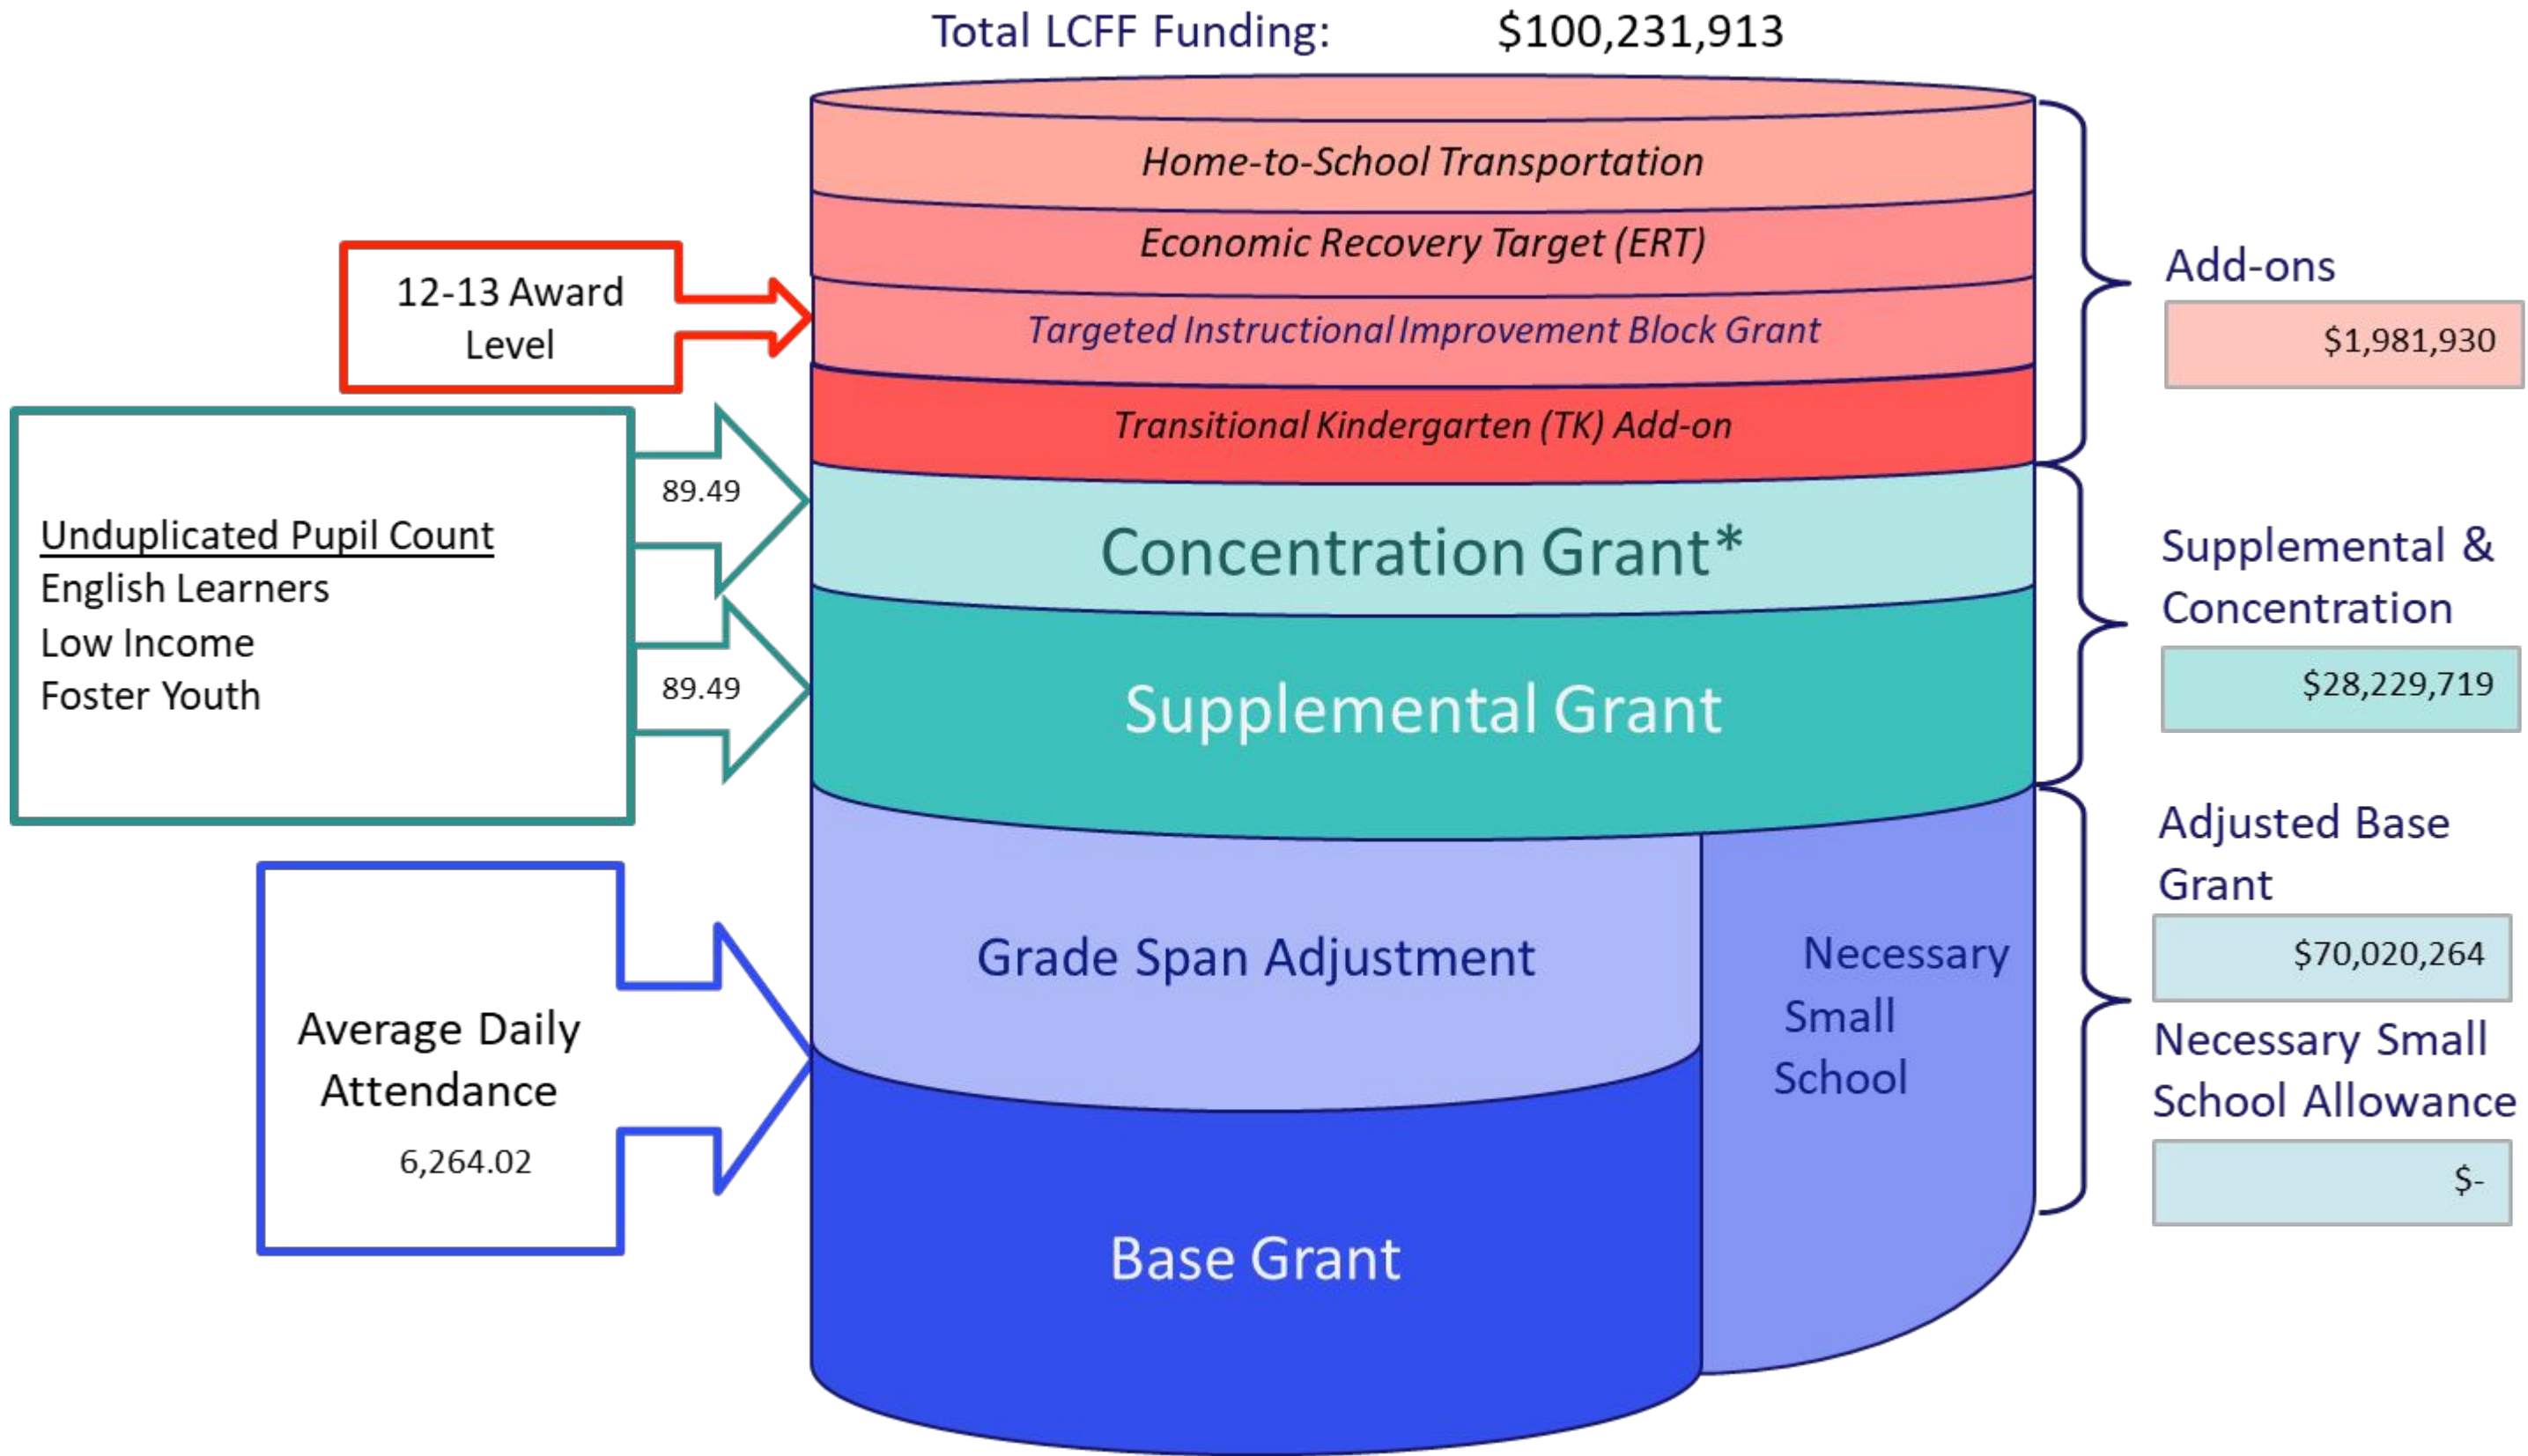 Total LCFF Funding: $100,231,913
Home-to-School Transportation
Economic Recovery Target (ERT)
Targeted Instructional Improvement Block Grant
Transitional Kindergarten (TK) Add-on
Concentration Grant*
Supplemental Grant
Grade Span Adjustment
Base Grant
Necessary
Small
School
12-13 Award
Level
Unduplicated Pupil Count
English Learners
Low Income
Foster Youth
89.49
89.49
Average Daily
Attendance
6,264.02
Add-ons
$1,981,930
Supplemental &
Concentration
$28,229,719
Adjusted Base
Grant
$70,020,264
Necessary Small
School Allowance
$-